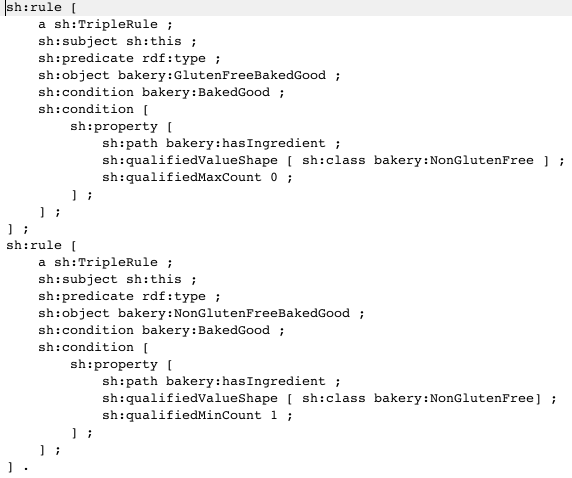 sh:rule [
    a sh:TripleRule ;
    sh:subject sh:this ;
    sh:predicate rdf:type ;
    sh:object bakery:GlutenFreeBakedGood ;
    sh:condition bakery:BakedGood ;
    sh:condition [
        sh:property [
            sh:path bakery:hasIngredient ;
            sh:qualifiedValueShape [ sh:class bakery:NonGlutenFree ] ;
            sh:qualifiedMaxCount 0 ;
        ] ;
    ] ;
] ;
sh:rule [
    a sh:TripleRule ;
    sh:subject sh:this ;
    sh:predicate rdf:type ;
    sh:object bakery:NonGlutenFreeBakedGood ;
    sh:condition bakery:BakedGood ;
    sh:condition [
        sh:property [
            sh:path bakery:hasIngredient ;
            sh:qualifiedValueShape [ sh:class bakery:NonGlutenFree] ;
            sh:qualifiedMinCount 1 ;
        ] ;
    ] ;
] .